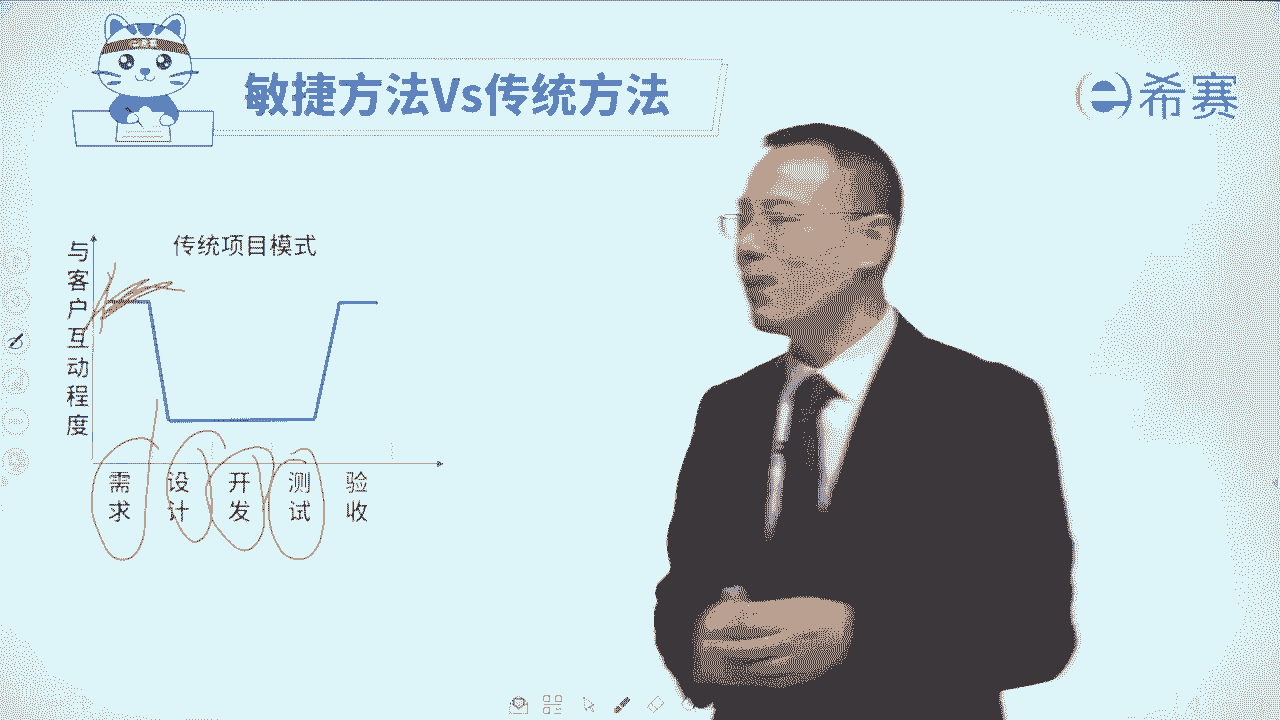 敏捷方法Vs传统方法
希赛
传统项目模式
与客户互动程度
需求
设计
开发
测试
验收